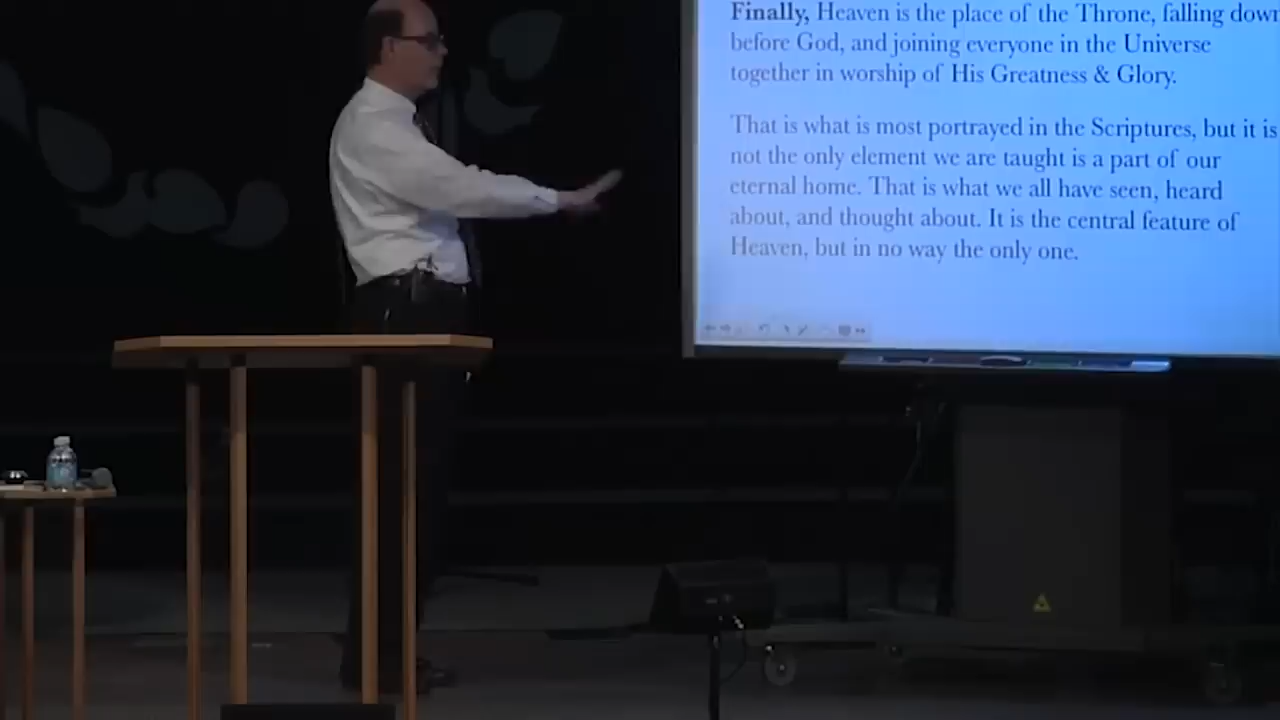 Finally, Heaven is the place of the Throne, falling down
before God, and joining everyone in the Universe
together in worship of His Greatness & Glory.
That is what is most portrayed in the Scriptures, but it is
not the only element we are taught is a part of our
eternal home. That is what we all have seen, heard
about, and thought about. It is the central feature of
Heaven, but in no way the only one.